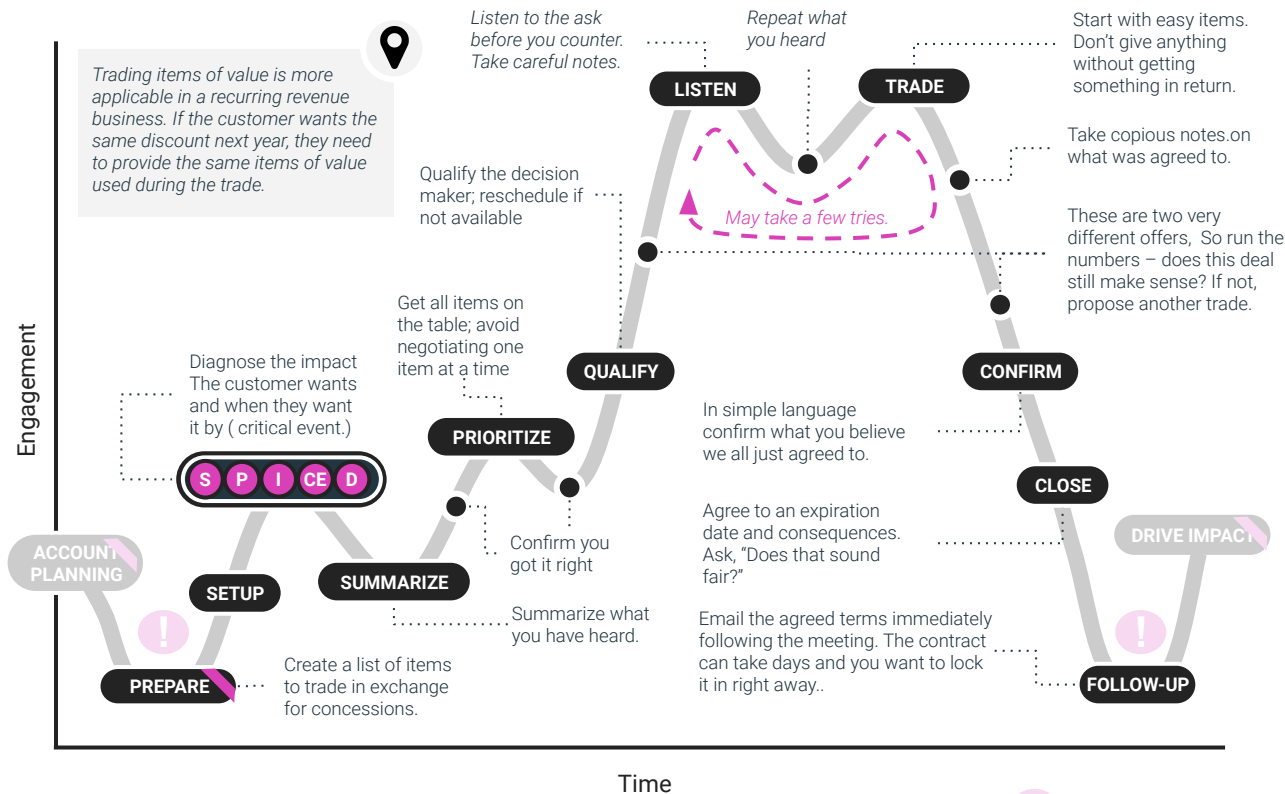 Listen to the ask
before you counter.
Take careful notes.
Repeat what
you heard
Start with easy items.
Don't give anything
without getting
something in return.
Trading items of value is more
applicable in a recurring revenue
business. If the customer wants the
same discount next year, they need
to provide the same items of value
used during the trade.
LISTEN
TRADE
Take copious notes.on
what was agreed to.
Qualify the decision
maker; reschedule if
not available
May take a few tries.
These are two very
different offers, So run the
numbers – does this deal
still make sense? If not,
propose another trade.
Get all items on
the table; avoid
negotiating one
item at a time
Engagement
Diagnose the impact
The customer wants
and when they want
it by ( critical event.)
QUALIFY
CONFIRM
PRIORITIZE
In simple language
confirm what you believe
we all just agreed to.
S P I CE D
CLOSE
Agree to an expiration
date and consequences.
Ask, “Does that sound
fair?”
Confirm you
got it right
ACCOUNT
PLANNING
DRIVE IMPACT
SETUP
SUMMARIZE
Summarize what
you have heard.
Email the agreed terms immediately
following the meeting. The contract
can take days and you want to lock
it in right away..
!
!
PREPARE
Create a list of items
to trade in exchange
for concessions.
FOLLOW-UP
Time